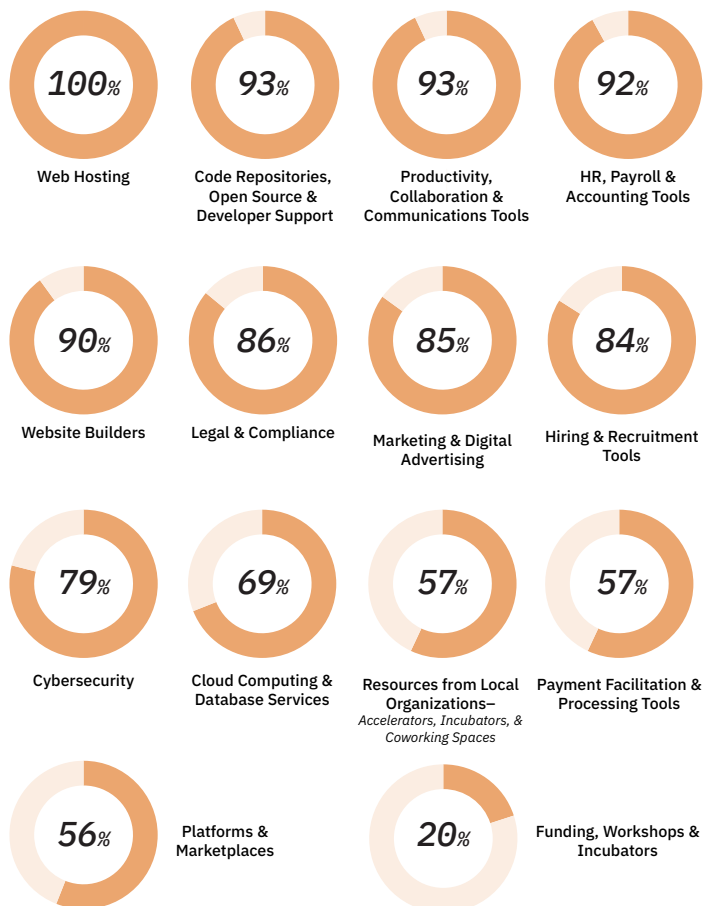 100%
Web Hosting
93%
Code Repositories,
Open Source &
Developer Support
93%
Productivity,
Collaboration &
Communications Tools
92%
HR, Payroll &
Accounting Tools
90%
Website Builders
86%
Legal & Compliance
85%
Marketing & Digital
Advertising
84%
Hiring & Recruitment
Tools
79%
Cybersecurity
69%
Cloud Computing &
Database Services
57%
Resources from Local
Organizations–
Accelerators, Incubators, &
Coworking Spaces
57%
Payment Facilitation &
Processing Tools
56%
Platforms &
Marketplaces
20%
Funding, Workshops &
Incubators